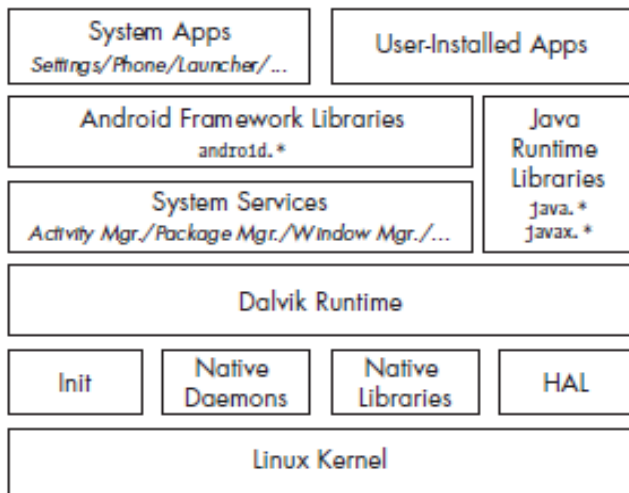 System Apps
Settings/Phone/Launcher/...
User-Installed Apps
Android Framework Libraries
android.*
Java
Runtime
Libraries
java.*
javax.*
System Services
Activity Mgr./Package Mgr./Window Mgr./...
Dalvik Runtime
Init
Native
Daemons
Native
Libraries
HAL
Linux Kernel